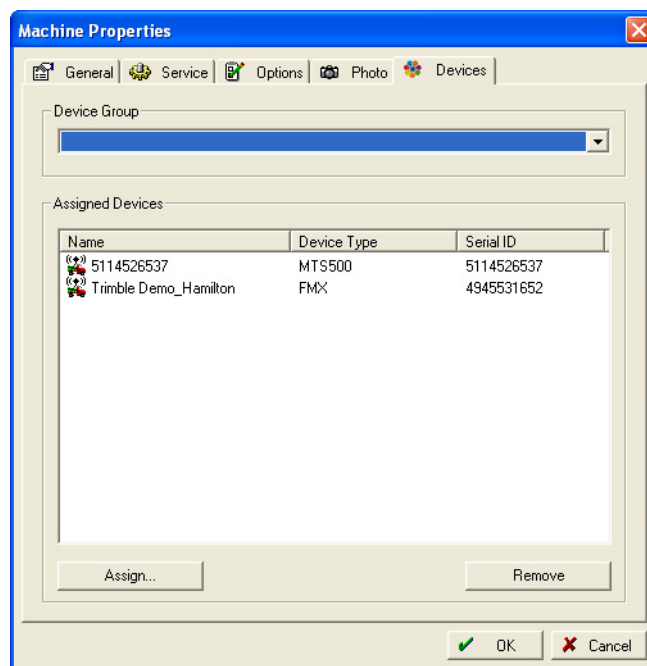 Machine Properties
General Service Options Photo Devices
Device Group
Assigned Devices
Name Device Type Serial ID
5114526537 MTS500 5114526537
Trimble Demo_Hamilton FMX 4945531652
Assign... Remove
OK Cancel